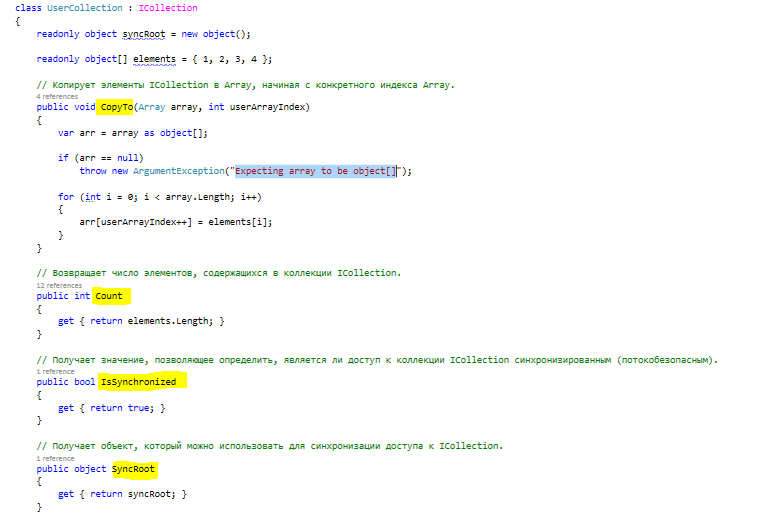 class UserCollection : ICollection
{
readonly object syncRoot = new object();
readonly object[] elements = { 1, 2, 3, 4 };
// Копирует элементы ICollection в Array, начиная с конкретного индекса Array.
4 references
public void CopyTo(Array array, int userArrayIndex)
{
var arr = array as object[];
if (arr == null)
throw new ArgumentException("Expecting array to be object[]");
for (int i = 0; i < array.Length; i++)
{
arr[userArrayIndex++] = elements[i];
}
}
// Возвращает число элементов, содержащихся в коллекции ICollection.
12 references
public int Count
{
get { return elements.Length; }
}
// Получает значение, позволяющее определить, является ли доступ к коллекции ICollection синхронизированным (потокобезопасным).
1 reference
public bool IsSynchronized
{
get { return true; }
}
// Получает объект, который можно использовать для синхронизации доступа к ICollection.
1 reference
public object SyncRoot
{
get { return syncRoot; }
}